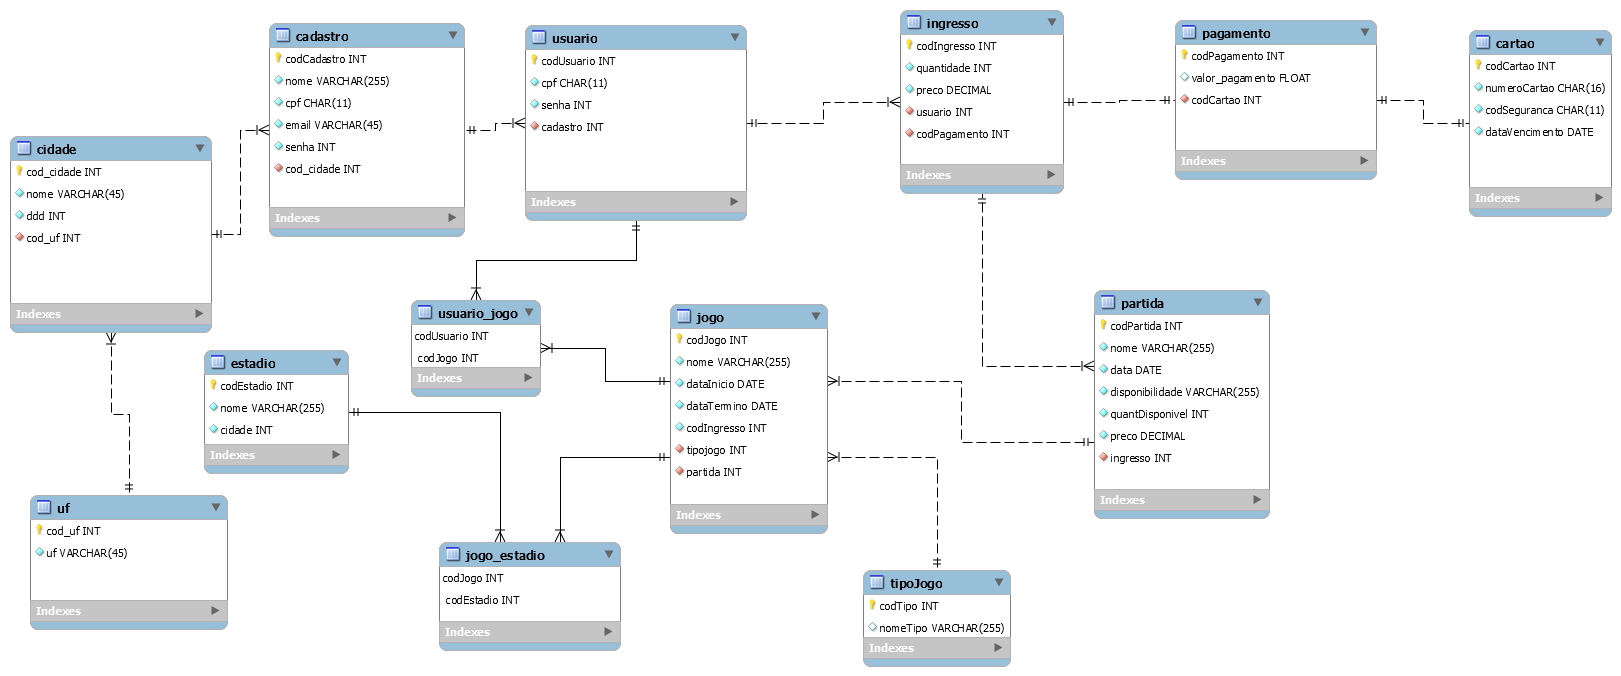 cadastro
codCadastro INT
nome VARCHAR(255)
cpf CHAR(11)
email VARCHAR(45)
senha INT
cod_cidade INT
Indexes
usuario
codUsuario INT
cpf CHAR(11)
senha INT
cadastro INT
Indexes
ingresso
codIngresso INT
quantidade INT
preco DECIMAL
usuario INT
codPagamento INT
Indexes
pagamento
codPagamento INT
valor_pagamento FLOAT
codCartao INT
Indexes
cartao
codCartao INT
numeroCartao CHAR(16)
codSeguranca CHAR(11)
dataVencimento DATE
Indexes
cidade
cod_cidade INT
nome VARCHAR(45)
ddd INT
cod_uf INT
Indexes
usuario_jogo
codUsuario INT
codJogo INT
Indexes
jogo
codJogo INT
nome VARCHAR(255)
dataInicio DATE
dataTermino DATE
codIngresso INT
tipojogo INT
partida INT
Indexes
partida
codPartida INT
nome VARCHAR(255)
data DATE
disponibilidade VARCHAR(255)
quantDisponivel INT
preco DECIMAL
ingresso INT
Indexes
estadio
codEstadio INT
nome VARCHAR(255)
cidade INT
Indexes
uf
cod_uf INT
uf VARCHAR(45)
Indexes
jogo_estadio
codJogo INT
codEstadio INT
Indexes
tipoJogo
codTipo INT
nomeTipo VARCHAR(255)
Indexes